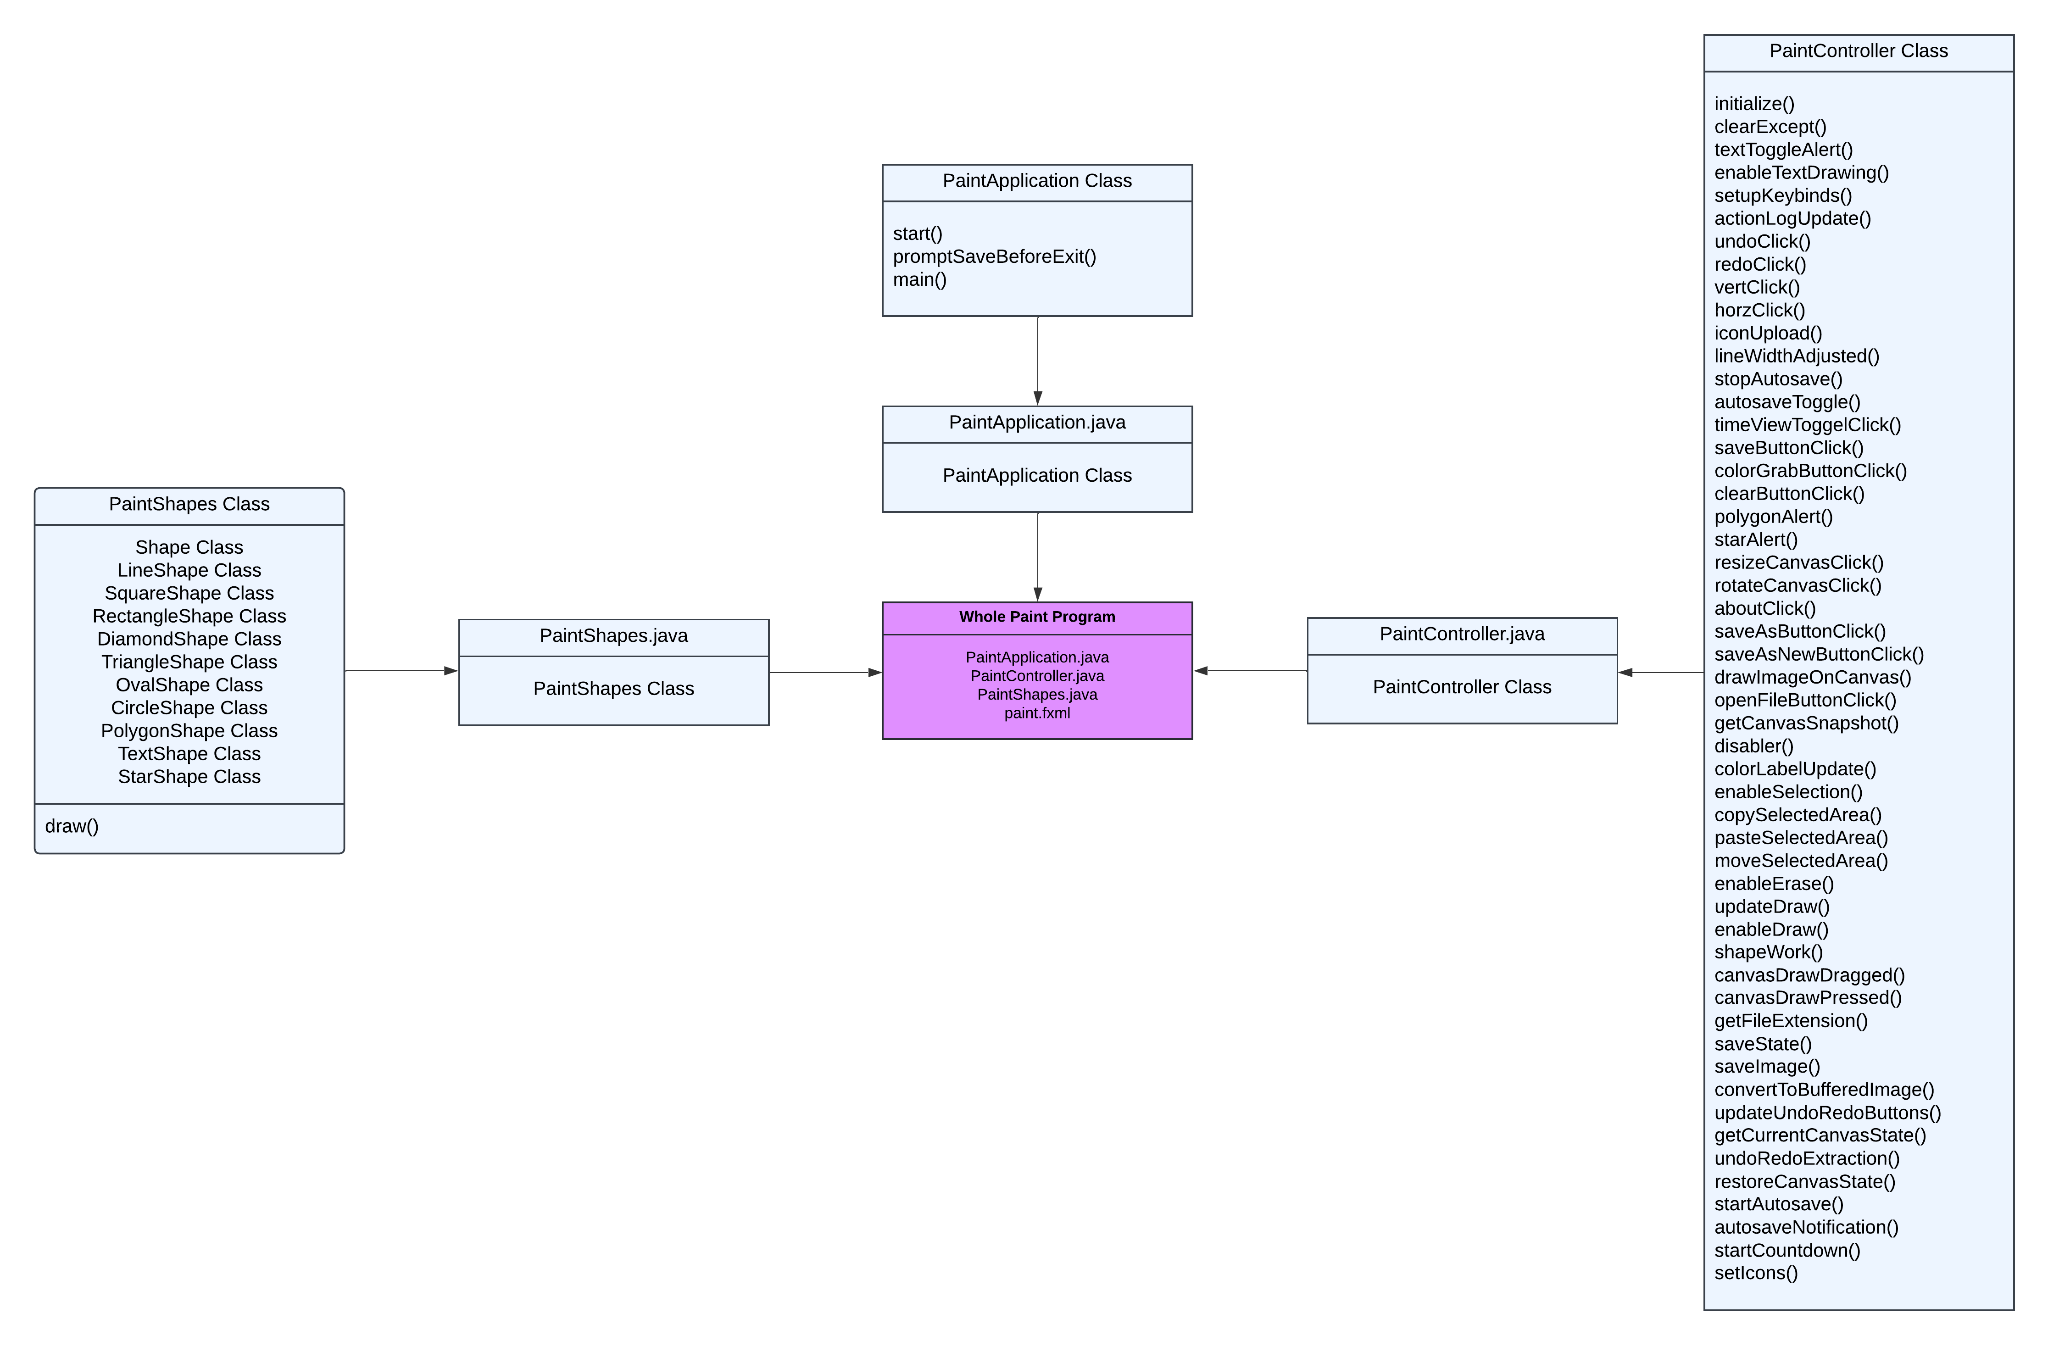 PaintController Class
initialize()
clearExcept()
textToggleAlert()
enableTextDrawing()
setupKeybinds()
actionLogUpdate()
undoClick()
redoClick()
vertClick()
horzClick()
iconUpload()
lineWidthAdjusted()
stopAutosave()
autosaveToggle()
timeViewToggelClick()
saveButtonClick()
colorGrabButtonClick()
clearButtonClick()
polygonAlert()
starAlert()
resizeCanvasClick()
rotateCanvasClick()
aboutClick()
saveAsButtonClick()
saveAsNewButtonClick()
drawImageOnCanvas()
openFileButtonClick()
getCanvasSnapshot()
disabler()
colorLabelUpdate()
enableSelection()
copySelectedArea()
pasteSelectedArea()
moveSelectedArea()
enableErase()
updateDraw()
enableDraw()
shapeWork()
canvasDrawDragged()
canvasDrawPressed()
getFileExtension()
saveState()
saveImage()
convertToBufferedImage()
updateUndoRedoButtons()
getCurrentCanvasState()
undoRedoExtraction()
restoreCanvasState()
startAutosave()
autosaveNotification()
startCountdown()
setIcons()
PaintApplication Class
start()
promptSaveBeforeExit()
main()
PaintApplication.java
PaintApplication Class
PaintShapes Class
Shape Class
LineShape Class
SquareShape Class
RectangleShape Class
DiamondShape Class
TriangleShape Class
OvalShape Class
CircleShape Class
PolygonShape Class
TextShape Class
StarShape Class
draw()
PaintShapes.java
PaintShapes Class
Whole Paint Program
PaintApplication.java
PaintController.java
PaintShapes.java
paint.fxml
PaintController.java
PaintController Class